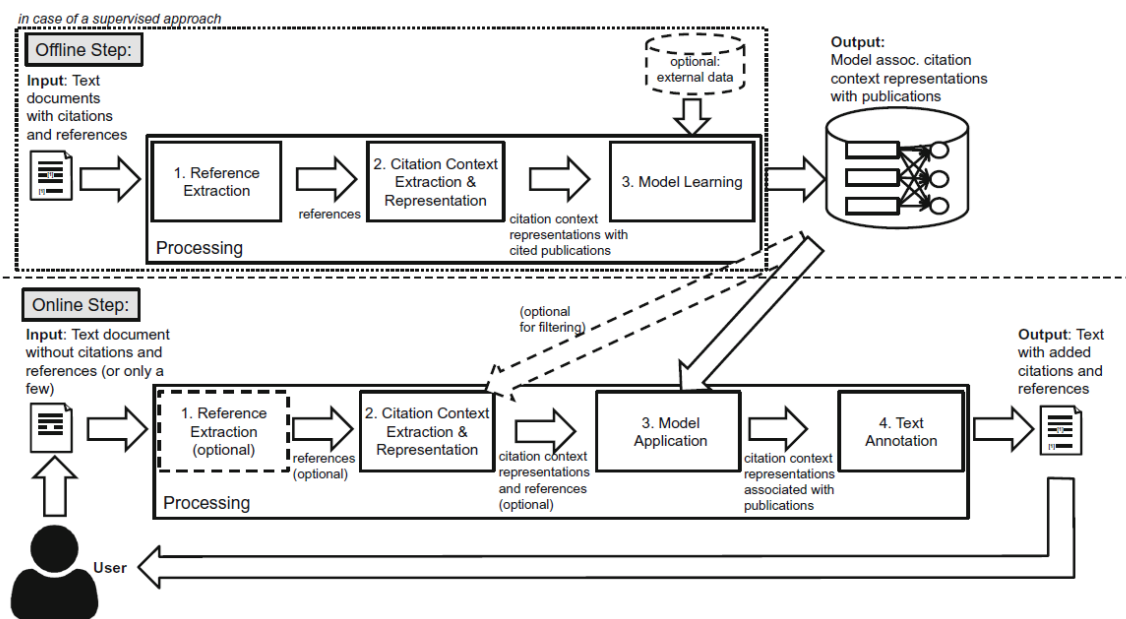 in case of a supervised approach
Offline Step:
Input: Text
documents
with citations
and references
optional:
external data
Output:
Model assoc. citation
context representations
with publications
1. Reference
Extraction
references
2. Citation Context
Extraction &
Representation
citation context
representations with
cited publications
3. Model Learning
Processing
Online Step:
Input: Text document
without citations and
references (or only a
few)
(optional
for filtering)
Output: Text
with added
citations and
references
1. Reference
Extraction
(optional)
references
(optional)
2. Citation Context
Extraction &
Representation
citation context
representations
and references
(optional)
3. Model
Application
citation context
representations
associated with
publications
4. Text
Annotation
Processing
User